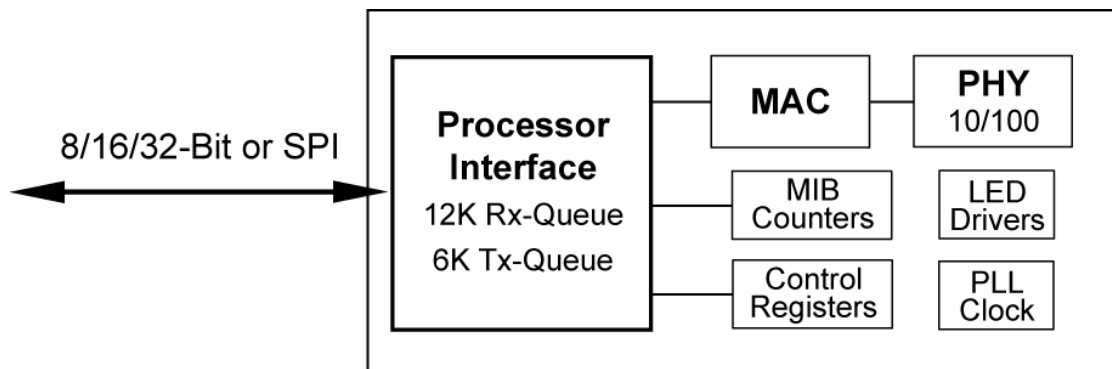 8/16/32-Bit or SPI
Processor
Interface
12K Rx-Queue
6K Tx-Queue
MAC
PHY
10/100
MIB
Counters
LED
Drivers
Control
Registers
PLL
Clock